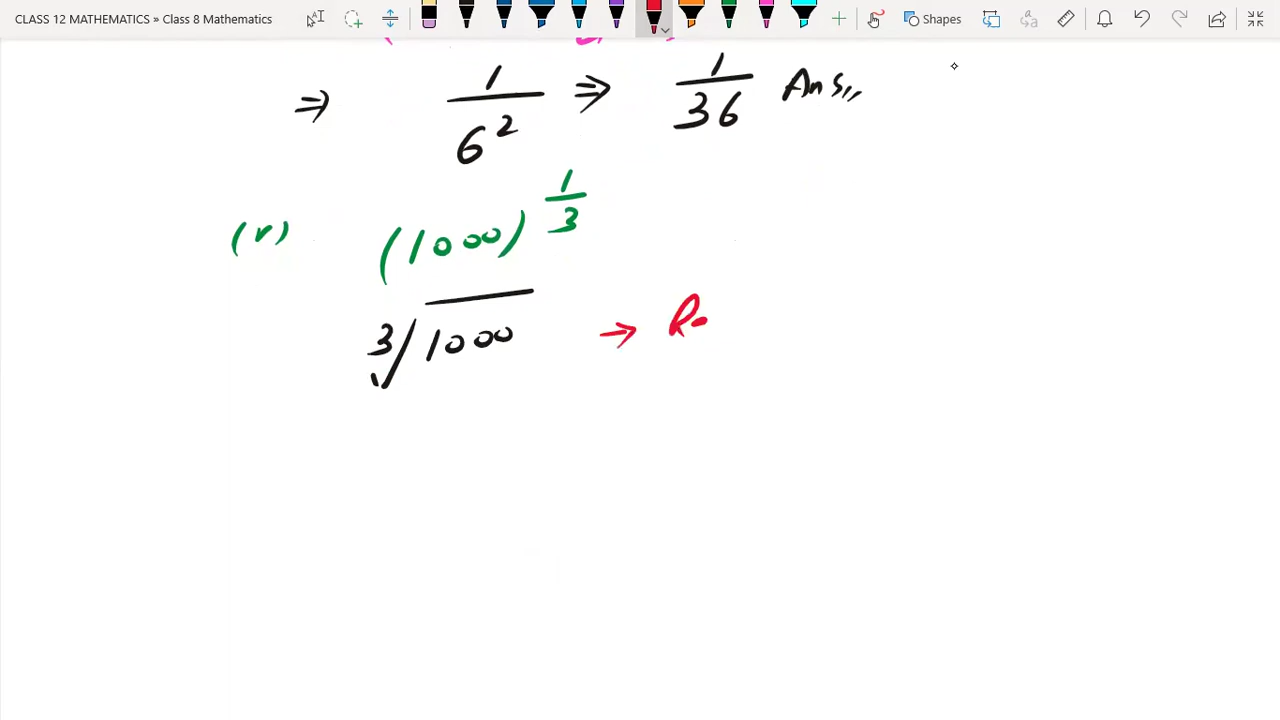 CLASS 12 MATHEMATICS » Class 8 Mathematics Shapes
⇒ 1/6² ⇒ 1/36 Ans,,
(v) (1000)^1/3
∛1000 → R